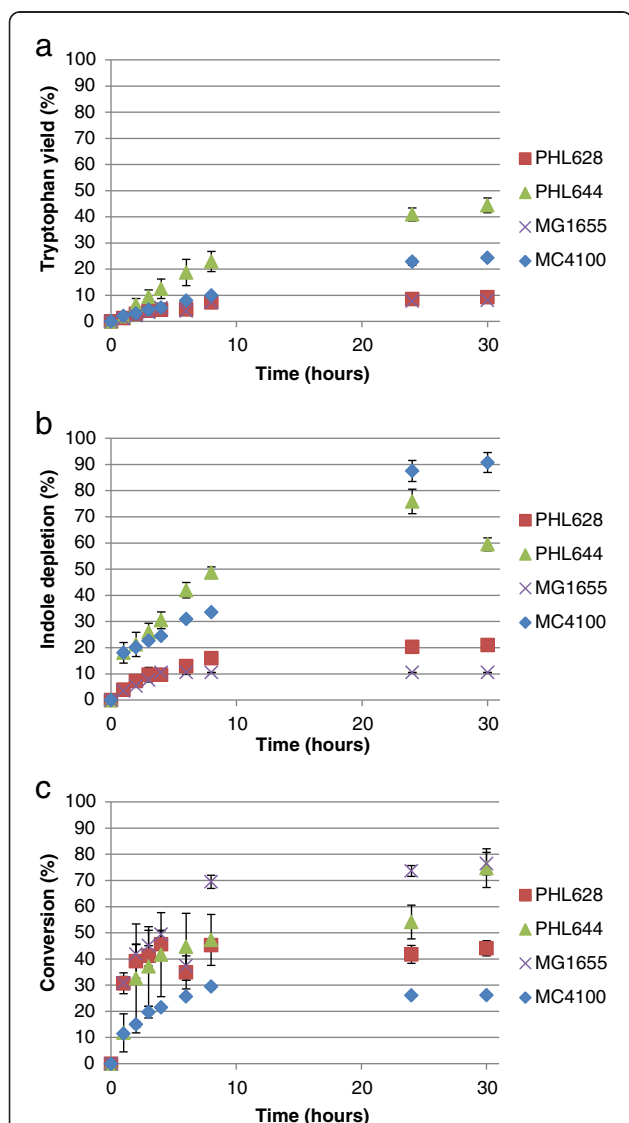 a
Tryptophan yield (%)
100
90
80
70
60
50
40
30
20
10
0
0 10 20 30
Time (hours)
PHL628
PHL644
MG1655
MC4100
b
Indole depletion (%)
100
90
80
70
60
50
40
30
20
10
0
0 10 20 30
Time (hours)
PHL628
PHL644
MG1655
MC4100
c
Conversion (%)
100
90
80
70
60
50
40
30
20
10
0
0 10 20 30
Time (hours)
PHL628
PHL644
MG1655
MC4100